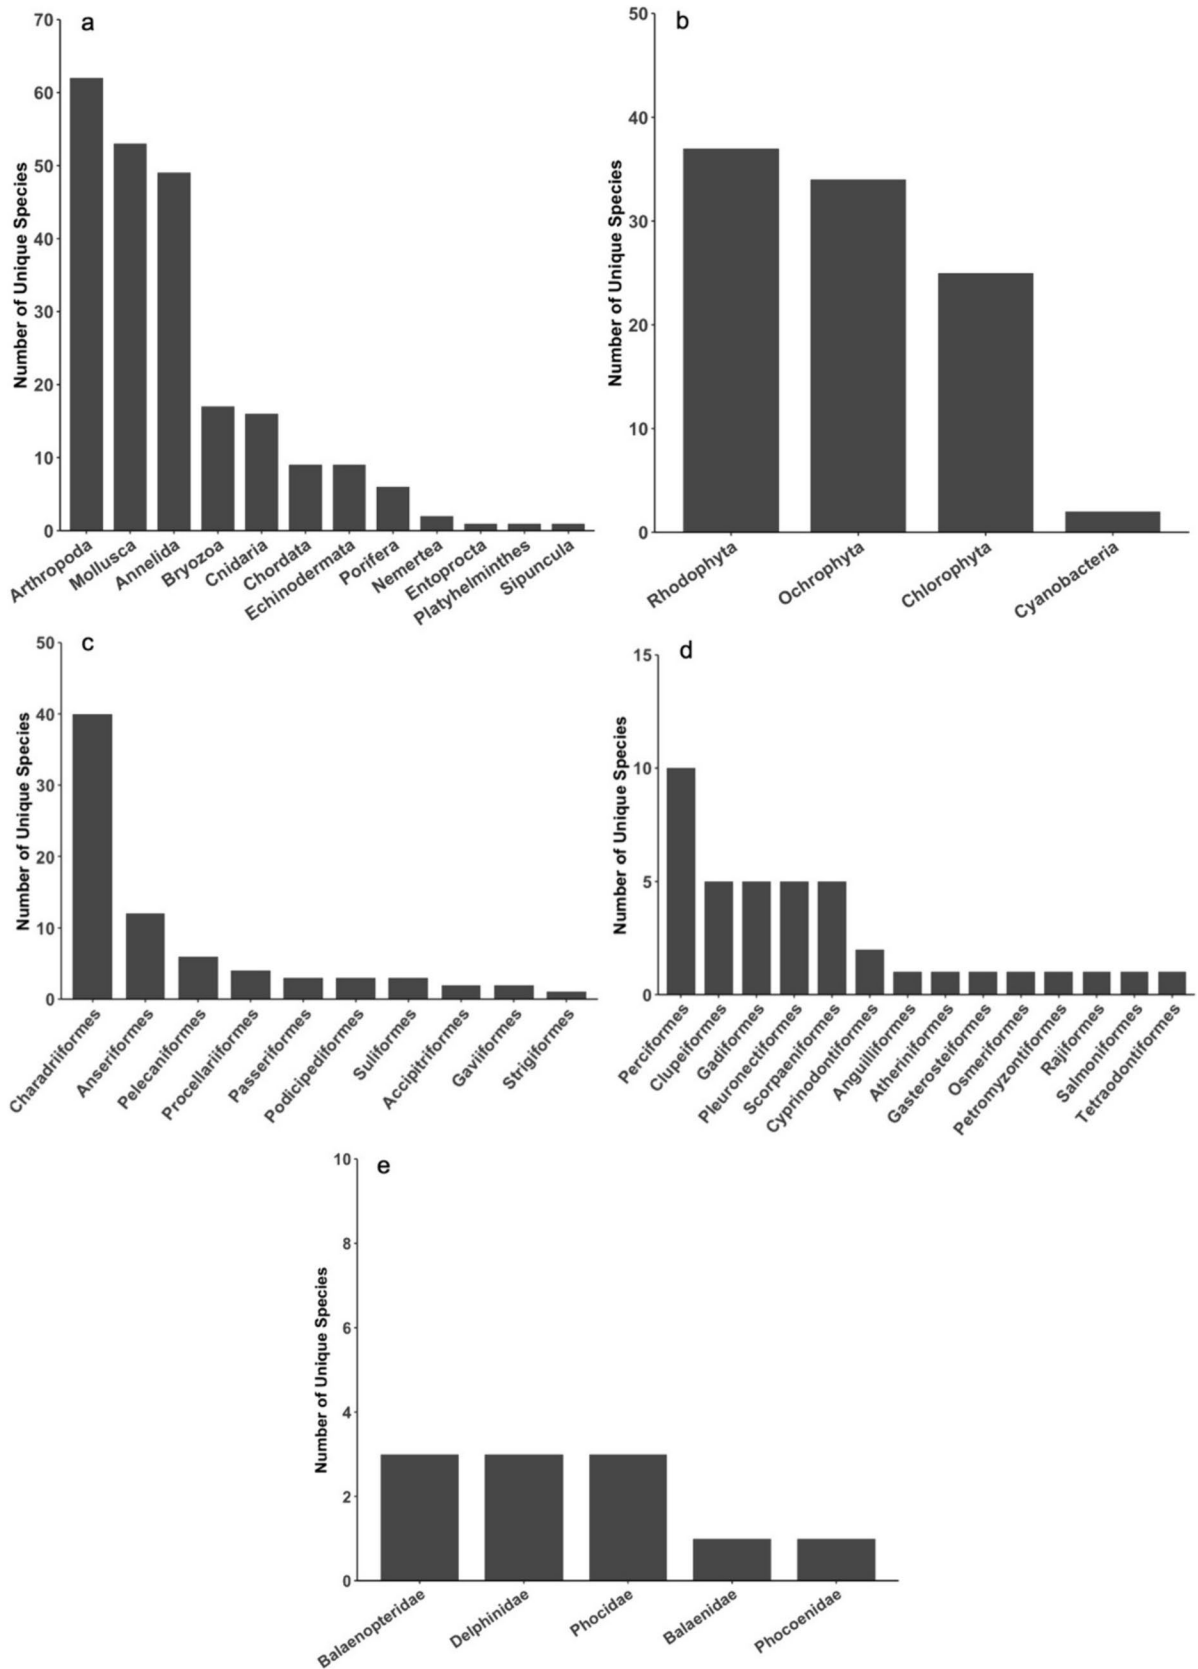 a
Number of Unique Species
70
60
50
40
30
20
10
0
Arthropoda
Mollusca
Annelida
Bryozoa
Cnidaria
Chordata
Echinodermata
Porifera
Nemertea
Entoprocta
Platyhelminthes
Sipuncula
b
Number of Unique Species
50
40
30
20
10
0
Rhodophyta
Ochrophyta
Chlorophyta
Cyanobacteria
c
Number of Unique Species
50
40
30
20
10
0
Charadriiformes
Anseriformes
Pelecaniformes
Procellariiformes
Passeriformes
Podicipediformes
Suliformes
Accipitriformes
Gaviiformes
Strigiformes
d
Number of Unique Species
15
10
5
0
Perciformes
Clupeiformes
Gadiformes
Pleuronectiformes
Scorpaeniformes
Cyprinodontiformes
Anguilliformes
Atheriniformes
Gasterosteiformes
Osmeriformes
Petromyzontiformes
Rajiformes
Salmoniformes
Tetraodontiformes
e
Number of Unique Species
10
8
6
4
2
0
Balaenopteridae
Delphinidae
Phocidae
Balaenidae
Phocoenidae